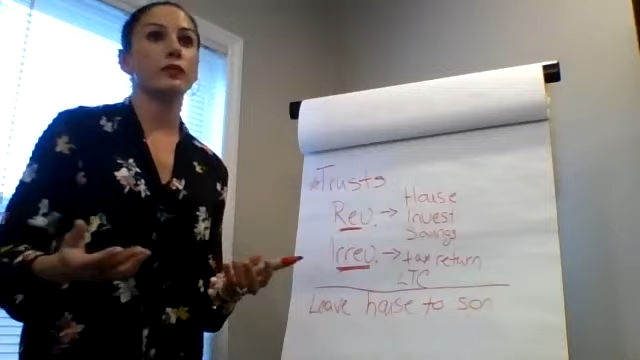 *Trusts
Rev. → House
Invest
Savings
Irrev. → tax return
LTC
Leave house to son